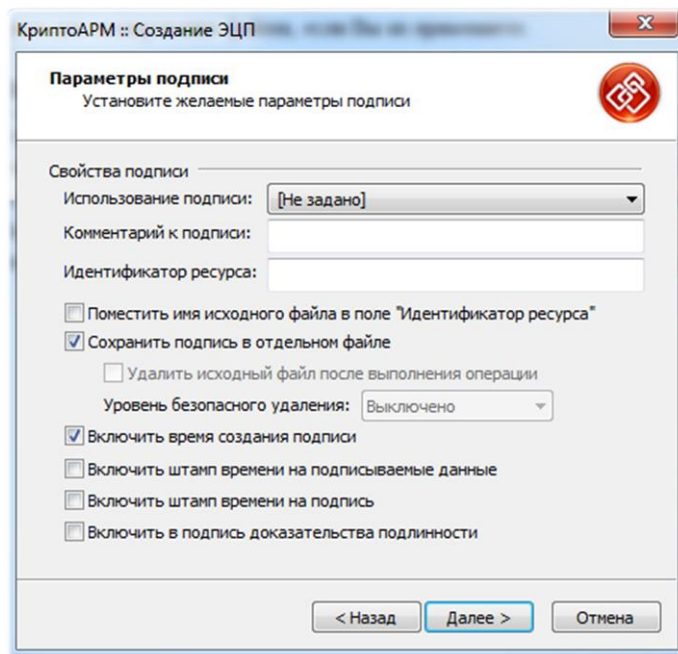 КриптоАРМ :: Создание ЭЦП
Параметры подписи
Установите желаемые параметры подписи
Свойства подписи
Использование подписи: [Не задано]
Комментарий к подписи:
Идентификатор ресурса:
Поместить имя исходного файла в поле "Идентификатор ресурса"
Сохранить подпись в отдельном файле
Удалить исходный файл после выполнения операции
Уровень безопасного удаления: Выключено
Включить время создания подписи
Включить штамп времени на подписываемые данные
Включить штамп времени на подпись
Включить в подпись доказательства подлинности
< Назад Далее > Отмена